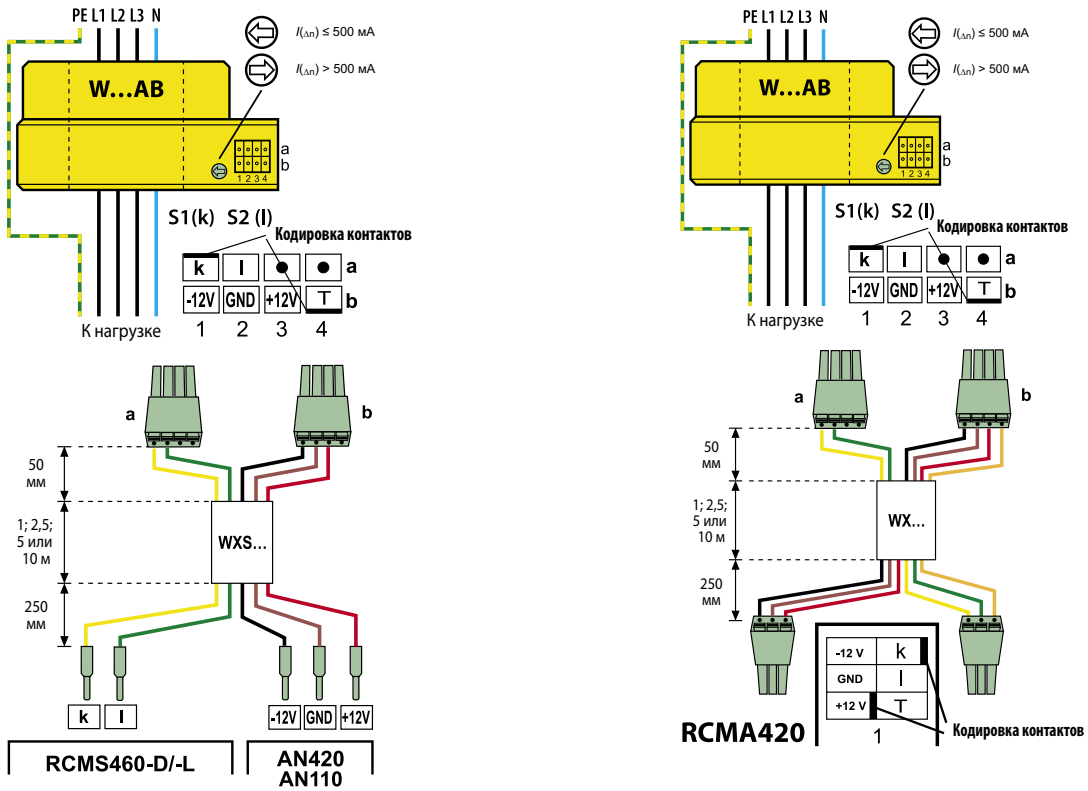 PE L1 L2 L3 N
I(Δn) ≤ 500 мА
I(Δn) > 500 мА
W...AB
a
b
1 2 3 4
S1(k) S2 (l)
Кодировка контактов
k l a
-12V GND +12V T b
1 2 3 4
К нагрузке
a
b
50
мм
1; 2,5;
5 или
10 м
WXS...
250
мм
k l
-12V GND +12V
RCMS460-D/-L
AN420
AN110
PE L1 L2 L3 N
I(Δn) ≤ 500 мА
I(Δn) > 500 мА
W...AB
a
b
1 2 3 4
S1(k) S2 (l)
Кодировка контактов
k l a
-12V GND +12V T b
1 2 3 4
К нагрузке
a
b
50
мм
1; 2,5;
5 или
10 м
WX...
250
мм
-12 V k
GND l
+12 V T
1
RCMA420
Кодировка контактов